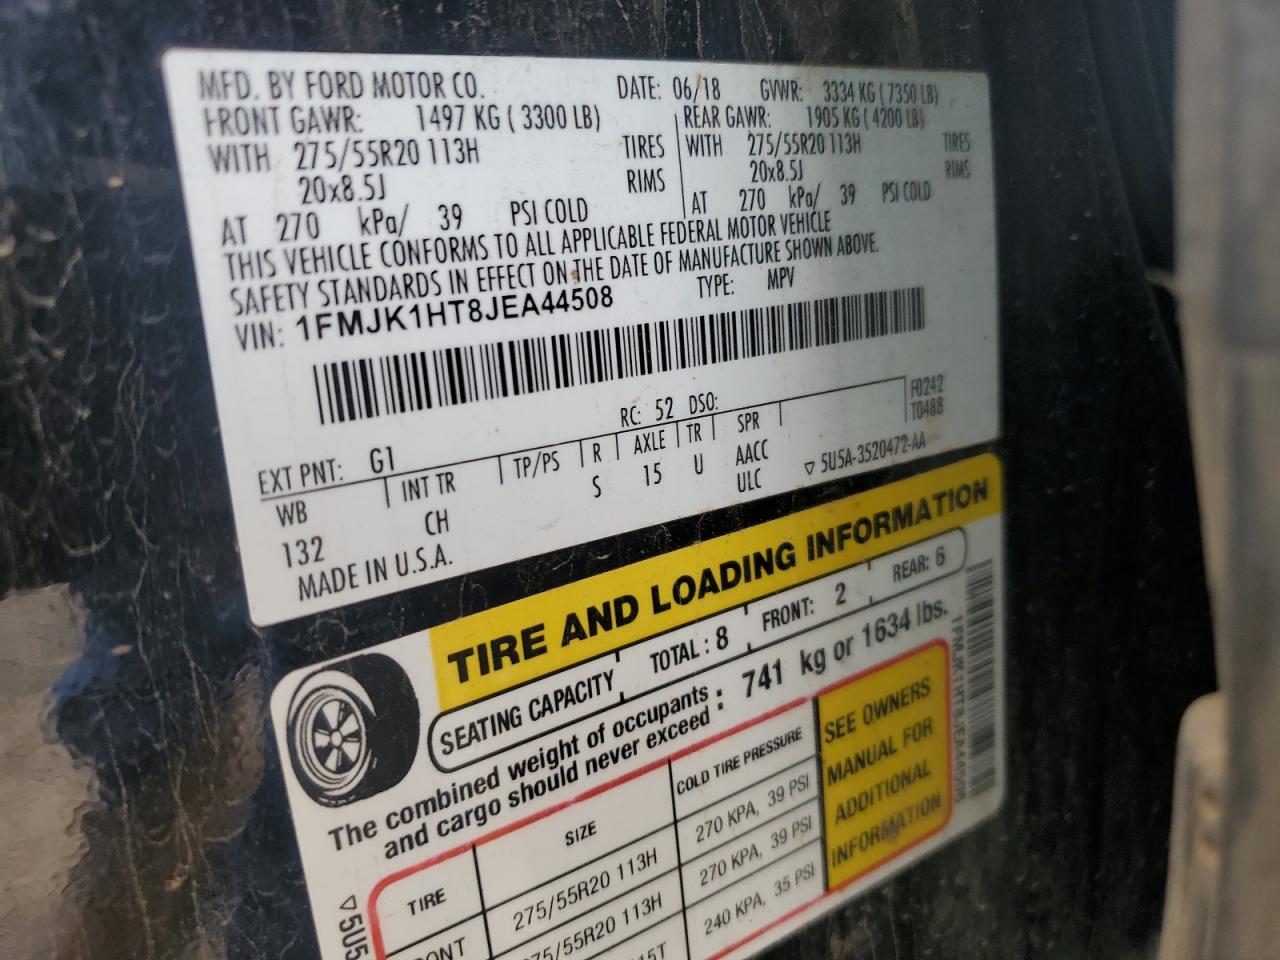 MFD. BY FORD MOTOR CO. DATE: 06/18 GVWR: 3334 KG (7350 LB)
FRONT GAWR: 1497 KG (3300 LB) REAR GAWR: 1905 KG (4200 LB)
WITH 275/55R20 113H TIRES WITH 275/55R20 113H TIRES
20x8.5J RIMS 20x8.5J RIMS
AT 270 kPa/ 39 PSI COLD AT 270 kPa/ 39 PSI COLD
THIS VEHICLE CONFORMS TO ALL APPLICABLE FEDERAL MOTOR VEHICLE
SAFETY STANDARDS IN EFFECT ON THE DATE OF MANUFACTURE SHOWN ABOVE.
VIN: 1FMJK1HT8JEA44508 TYPE: MPV
RC: 52 DSO: F0242
EXT PNT: G1 T0488
WB INT TR TP/PS R AXLE TR SPR
132 CH S 15 U AACC
ULC 5U5A-3520472-AA
MADE IN U.S.A.
TIRE AND LOADING INFORMATION
SEATING CAPACITY TOTAL: 8 FRONT: 2 REAR: 6
The combined weight of occupants
and cargo should never exceed : 741 kg or 1634 lbs.
TIRE SIZE COLD TIRE PRESSURE
275/55R20 113H 270 KPA, 39 PSI
275/55R20 113H 270 KPA, 39 PSI
240 KPA, 35 PSI
SEE OWNERS
MANUAL FOR
ADDITIONAL
INFORMATION
1FMJK1HT8JEA44508
5U5